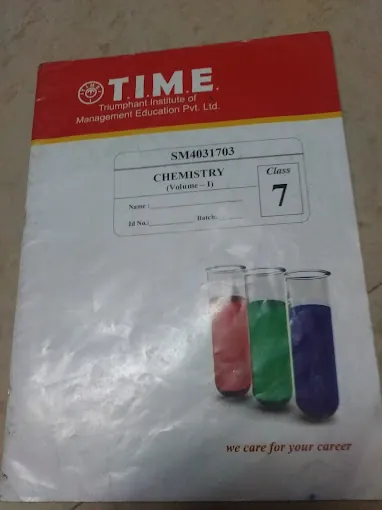 T.I.M.E.
Triumphant Institute of
Management Education Pvt. Ltd.
SM4031703
CHEMISTRY
(Volume – I)
Class
7
Name :
Id No.: Batch
we care for your career